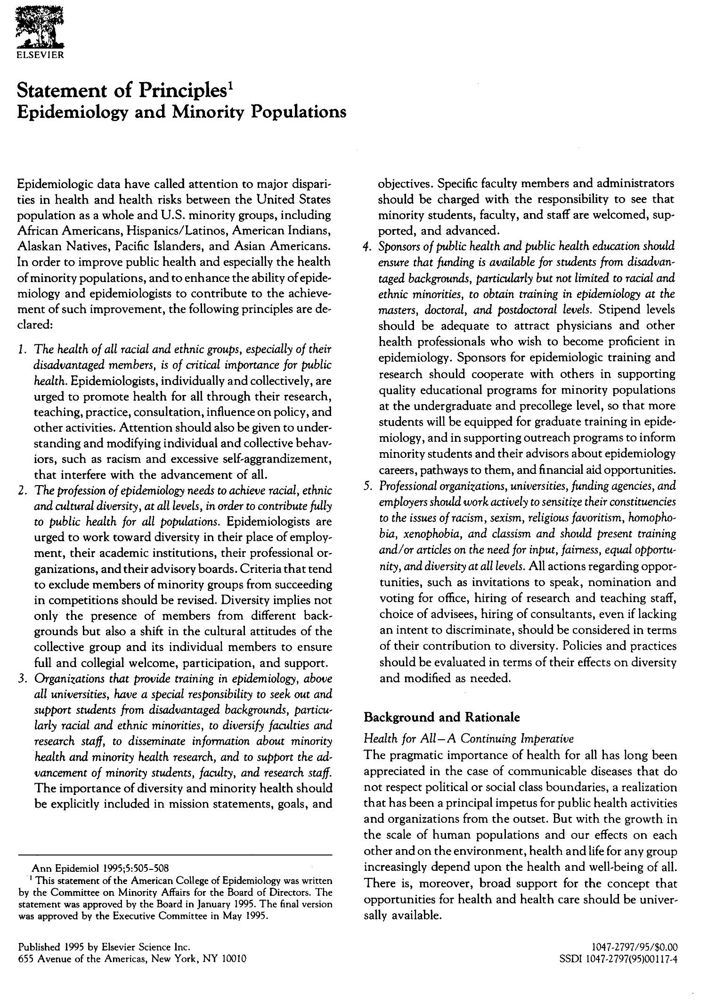 ELSEVIER
Statement of Principles¹
Epidemiology and Minority Populations
Epidemiologic data have called attention to major dispari-
ties in health and health risks between the United States
population as a whole and U.S. minority groups, including
African Americans, Hispanics/Latinos, American Indians,
Alaskan Natives, Pacific Islanders, and Asian Americans.
In order to improve public health and especially the health
of minority populations, and to enhance the ability of epide-
miology and epidemiologists to contribute to the achieve-
ment of such improvement, the following principles are de-
clared:
1. The health of all racial and ethnic groups, especially of their
disadvantaged members, is of critical importance for public
health. Epidemiologists, individually and collectively, are
urged to promote health for all through their research,
teaching, practice, consultation, influence on policy, and
other activities. Attention should also be given to under-
standing and modifying individual and collective behav-
iors, such as racism and excessive self-aggrandizement,
that interfere with the advancement of all.
2. The profession of epidemiology needs to achieve racial, ethnic
and cultural diversity, at all levels, in order to contribute fully
to public health for all populations. Epidemiologists are
urged to work toward diversity in their place of employ-
ment, their academic institutions, their professional or-
ganizations, and their advisory boards. Criteria that tend
to exclude members of minority groups from succeeding
in competitions should be revised. Diversity implies not
only the presence of members from different back-
grounds but also a shift in the cultural attitudes of the
collective group and its individual members to ensure
full and collegial welcome, participation, and support.
3. Organizations that provide training in epidemiology, above
all universities, have a special responsibility to seek out and
support students from disadvantaged backgrounds, particu-
larly racial and ethnic minorities, to diversify faculties and
research staff, to disseminate information about minority
health and minority health research, and to support the ad-
vancement of minority students, faculty, and research staff.
The importance of diversity and minority health should
be explicitly included in mission statements, goals, and
Ann Epidemiol 1995;5:505–508
¹ This statement of the American College of Epidemiology was written
by the Committee on Minority Affairs for the Board of Directors. The
statement was approved by the Board in January 1995. The final version
was approved by the Executive Committee in May 1995.
objectives. Specific faculty members and administrators
should be charged with the responsibility to see that
minority students, faculty, and staff are welcomed, sup-
ported, and advanced.
4. Sponsors of public health and public health education should
ensure that funding is available for students from disadvan-
taged backgrounds, particularly but not limited to racial and
ethnic minorities, to obtain training in epidemiology at the
masters, doctoral, and postdoctoral levels. Stipend levels
should be adequate to attract physicians and other
health professionals who wish to become proficient in
epidemiology. Sponsors for epidemiologic training and
research should cooperate with others in supporting
quality educational programs for minority populations
at the undergraduate and precollege level, so that more
students will be equipped for graduate training in epide-
miology, and in supporting outreach programs to inform
minority students and their advisors about epidemiology
careers, pathways to them, and financial aid opportunities.
5. Professional organizations, universities, funding agencies, and
employers should work actively to sensitize their constituencies
to the issues of racism, sexism, religious favoritism, homopho-
bia, xenophobia, and classism and should present training
and/or articles on the need for input, fairness, equal opportu-
nity, and diversity at all levels. All actions regarding oppor-
tunities, such as invitations to speak, nomination and
voting for office, hiring of research and teaching staff,
choice of advisees, hiring of consultants, even if lacking
an intent to discriminate, should be considered in terms
of their contribution to diversity. Policies and practices
should be evaluated in terms of their effects on diversity
and modified as needed.
Background and Rationale
Health for All—A Continuing Imperative
The pragmatic importance of health for all has long been
appreciated in the case of communicable diseases that do
not respect political or social class boundaries, a realization
that has been a principal impetus for public health activities
and organizations from the outset. But with the growth in
the scale of human populations and our effects on each
other and on the environment, health and life for any group
increasingly depend upon the health and well-being of all.
There is, moreover, broad support for the concept that
opportunities for health and health care should be univer-
sally available.
Published 1995 by Elsevier Science Inc.
655 Avenue of the Americas, New York, NY 10010
1047-2797/95/$0.00
SSDI 1047-2797(95)00117-4